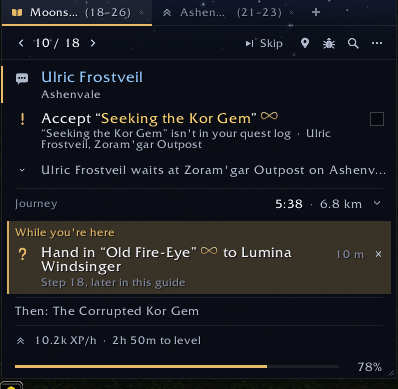 Moons... (18-26) × Ashen... (21-23) × +
10 / 18 Skip ...
Ulric Frostveil
Ashenvale
! Accept “Seeking the Kor Gem”
“Seeking the Kor Gem” isn't in your quest log · Ulric
Frostveil, Zoram'gar Outpost
Ulric Frostveil waits at Zoram'gar Outpost on Ashenv...
Journey 5:38 · 6.8 km
While you're here
? Hand in “Old Fire-Eye” to Lumina 10 m ×
Windsinger
Step 18, later in this guide
Then: The Corrupted Kor Gem
10.2k XP/h · 2h 50m to level
78%